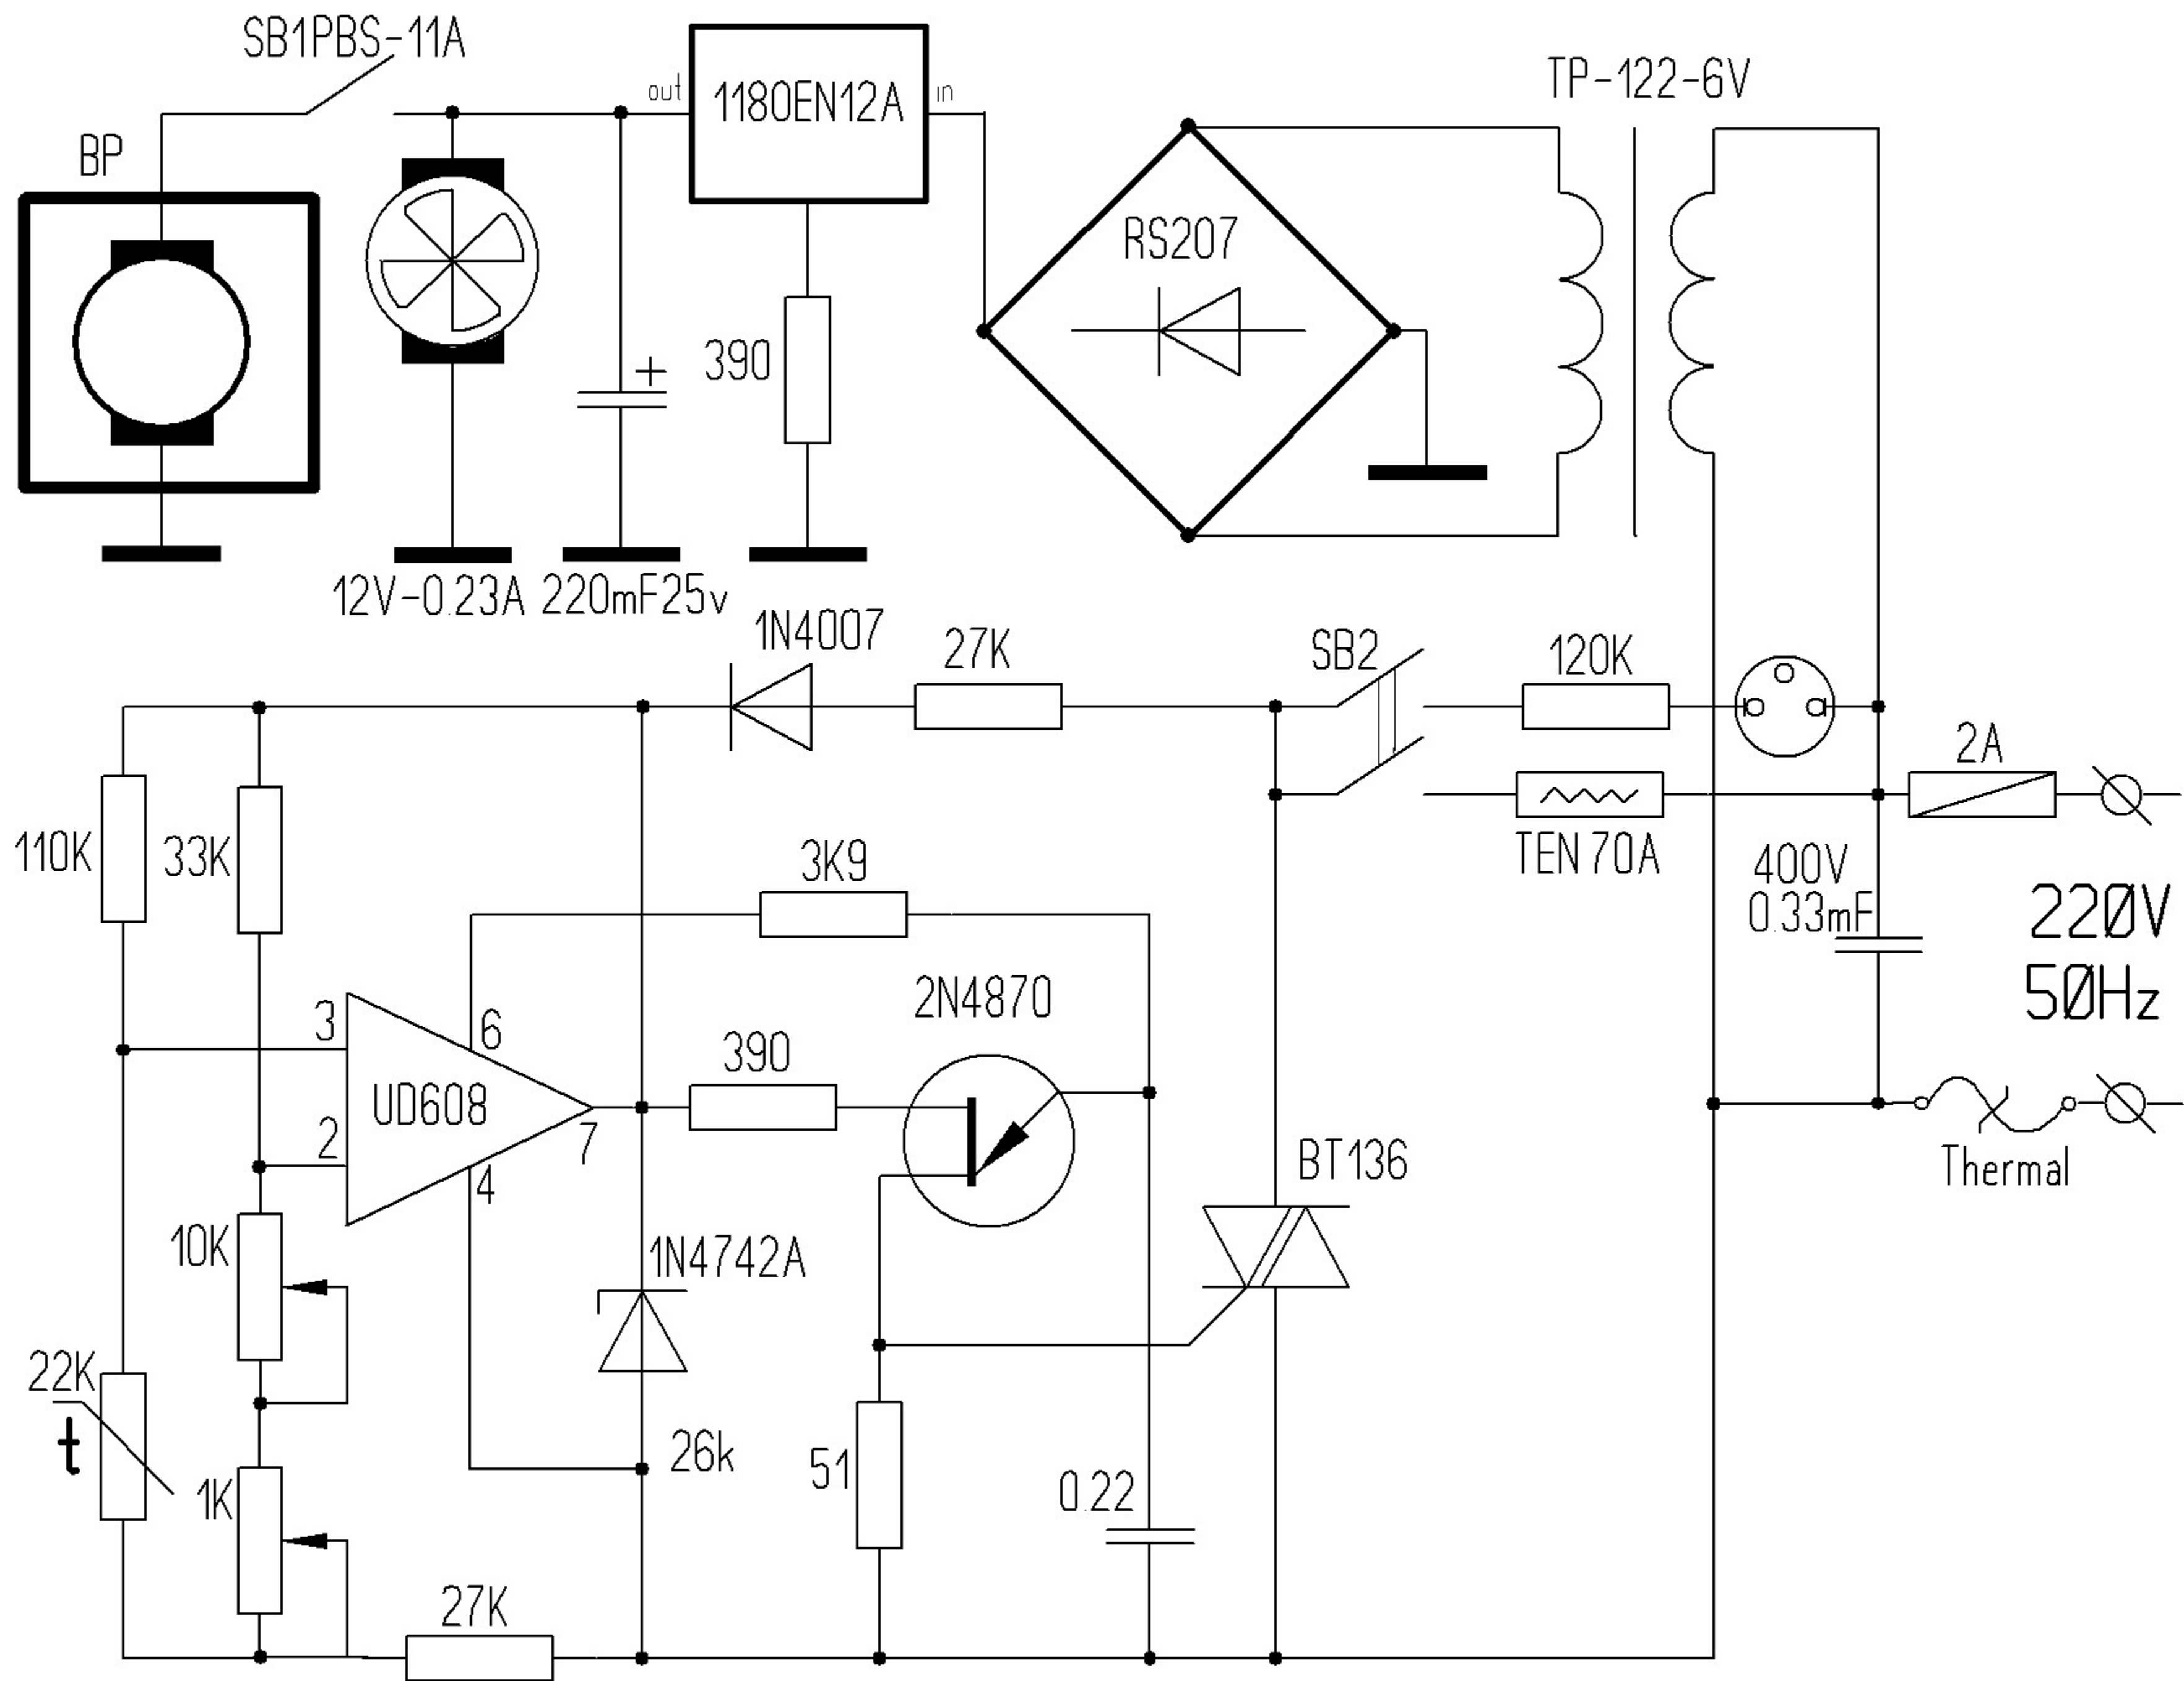 SB1PBS-11A
BP
out
1180EN12A
in
TP-122-6V
RS207
390
+
12V-0.23A
220mF25v
1N4007
27K
SB2
120K
2A
110K
33K
3K9
TEN 70A
400V
0.33mF
220V
50Hz
2N4870
3
6
UD608
2
7
4
390
BT136
Thermal
10K
1N4742A
22K
t
26k
1K
51
0.22
27K